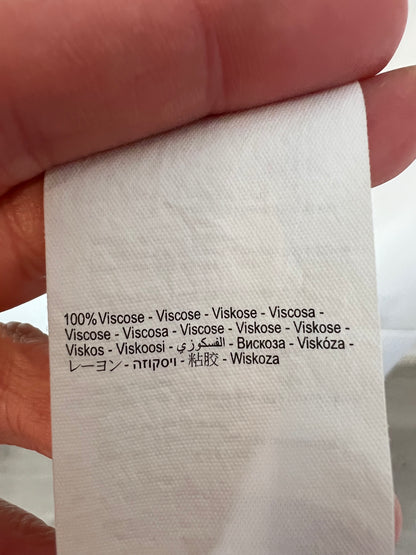 100% Viscose - Viscose - Viskose - Viscosa -
Viscose - Viscosa - Viscose - Viskose - Viskose -
Viskos - Viskoosi - الفسكوزي - Вискоза - Viskóza -
レーヨン - ויסקוזה - 粘胶 - Wiskoza